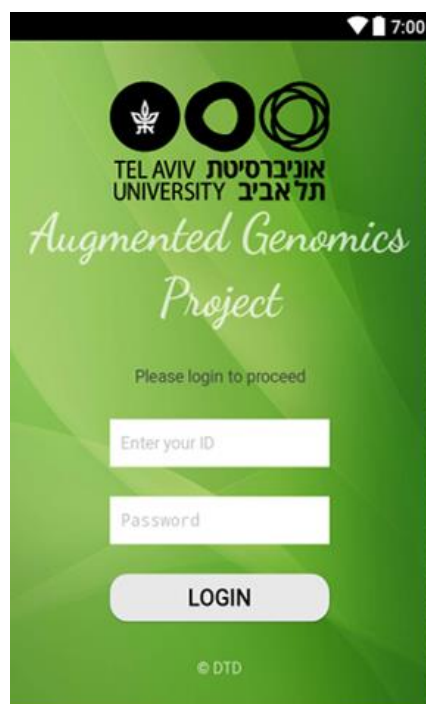 7:00
TEL AVIV אוניברסיטת
UNIVERSITY תל אביב
Augmented Genomics
Project
Please login to proceed
Enter your ID
Password
LOGIN
© DTD